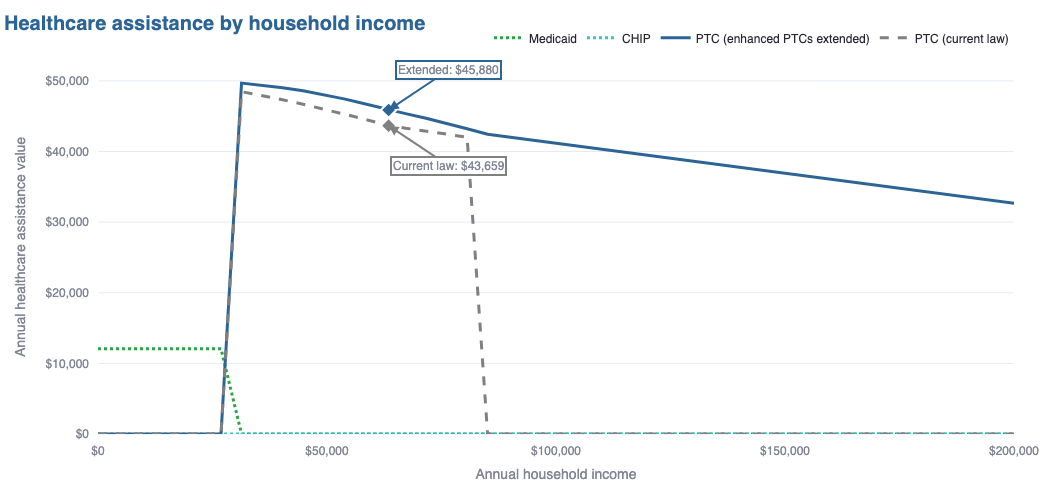 Healthcare assistance by household income
Medicaid
CHIP
PTC (enhanced PTCs extended)
PTC (current law)
Extended: $45,880
Current law: $43,659
Annual healthcare assistance value
$50,000
$40,000
$30,000
$20,000
$10,000
$0
$0
$50,000
$100,000
$150,000
$200,000
Annual household income